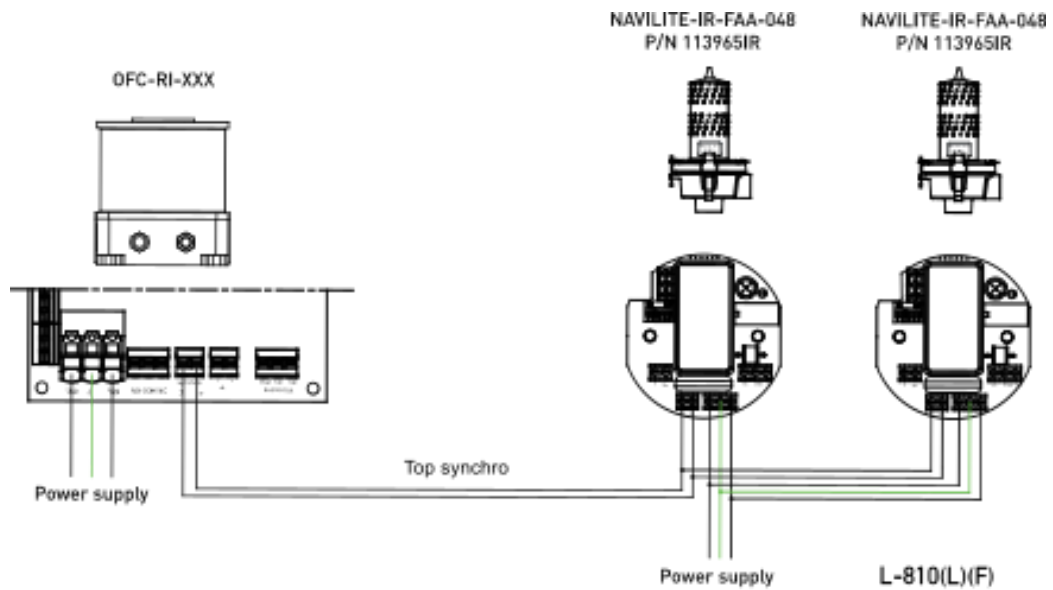 NAVILITE-IR-FAA-048
P/N 113965IR
NAVILITE-IR-FAA-048
P/N 113965IR
OFC-RI-XXX
Top synchro
Power supply
Power supply
L-810(L)(F)